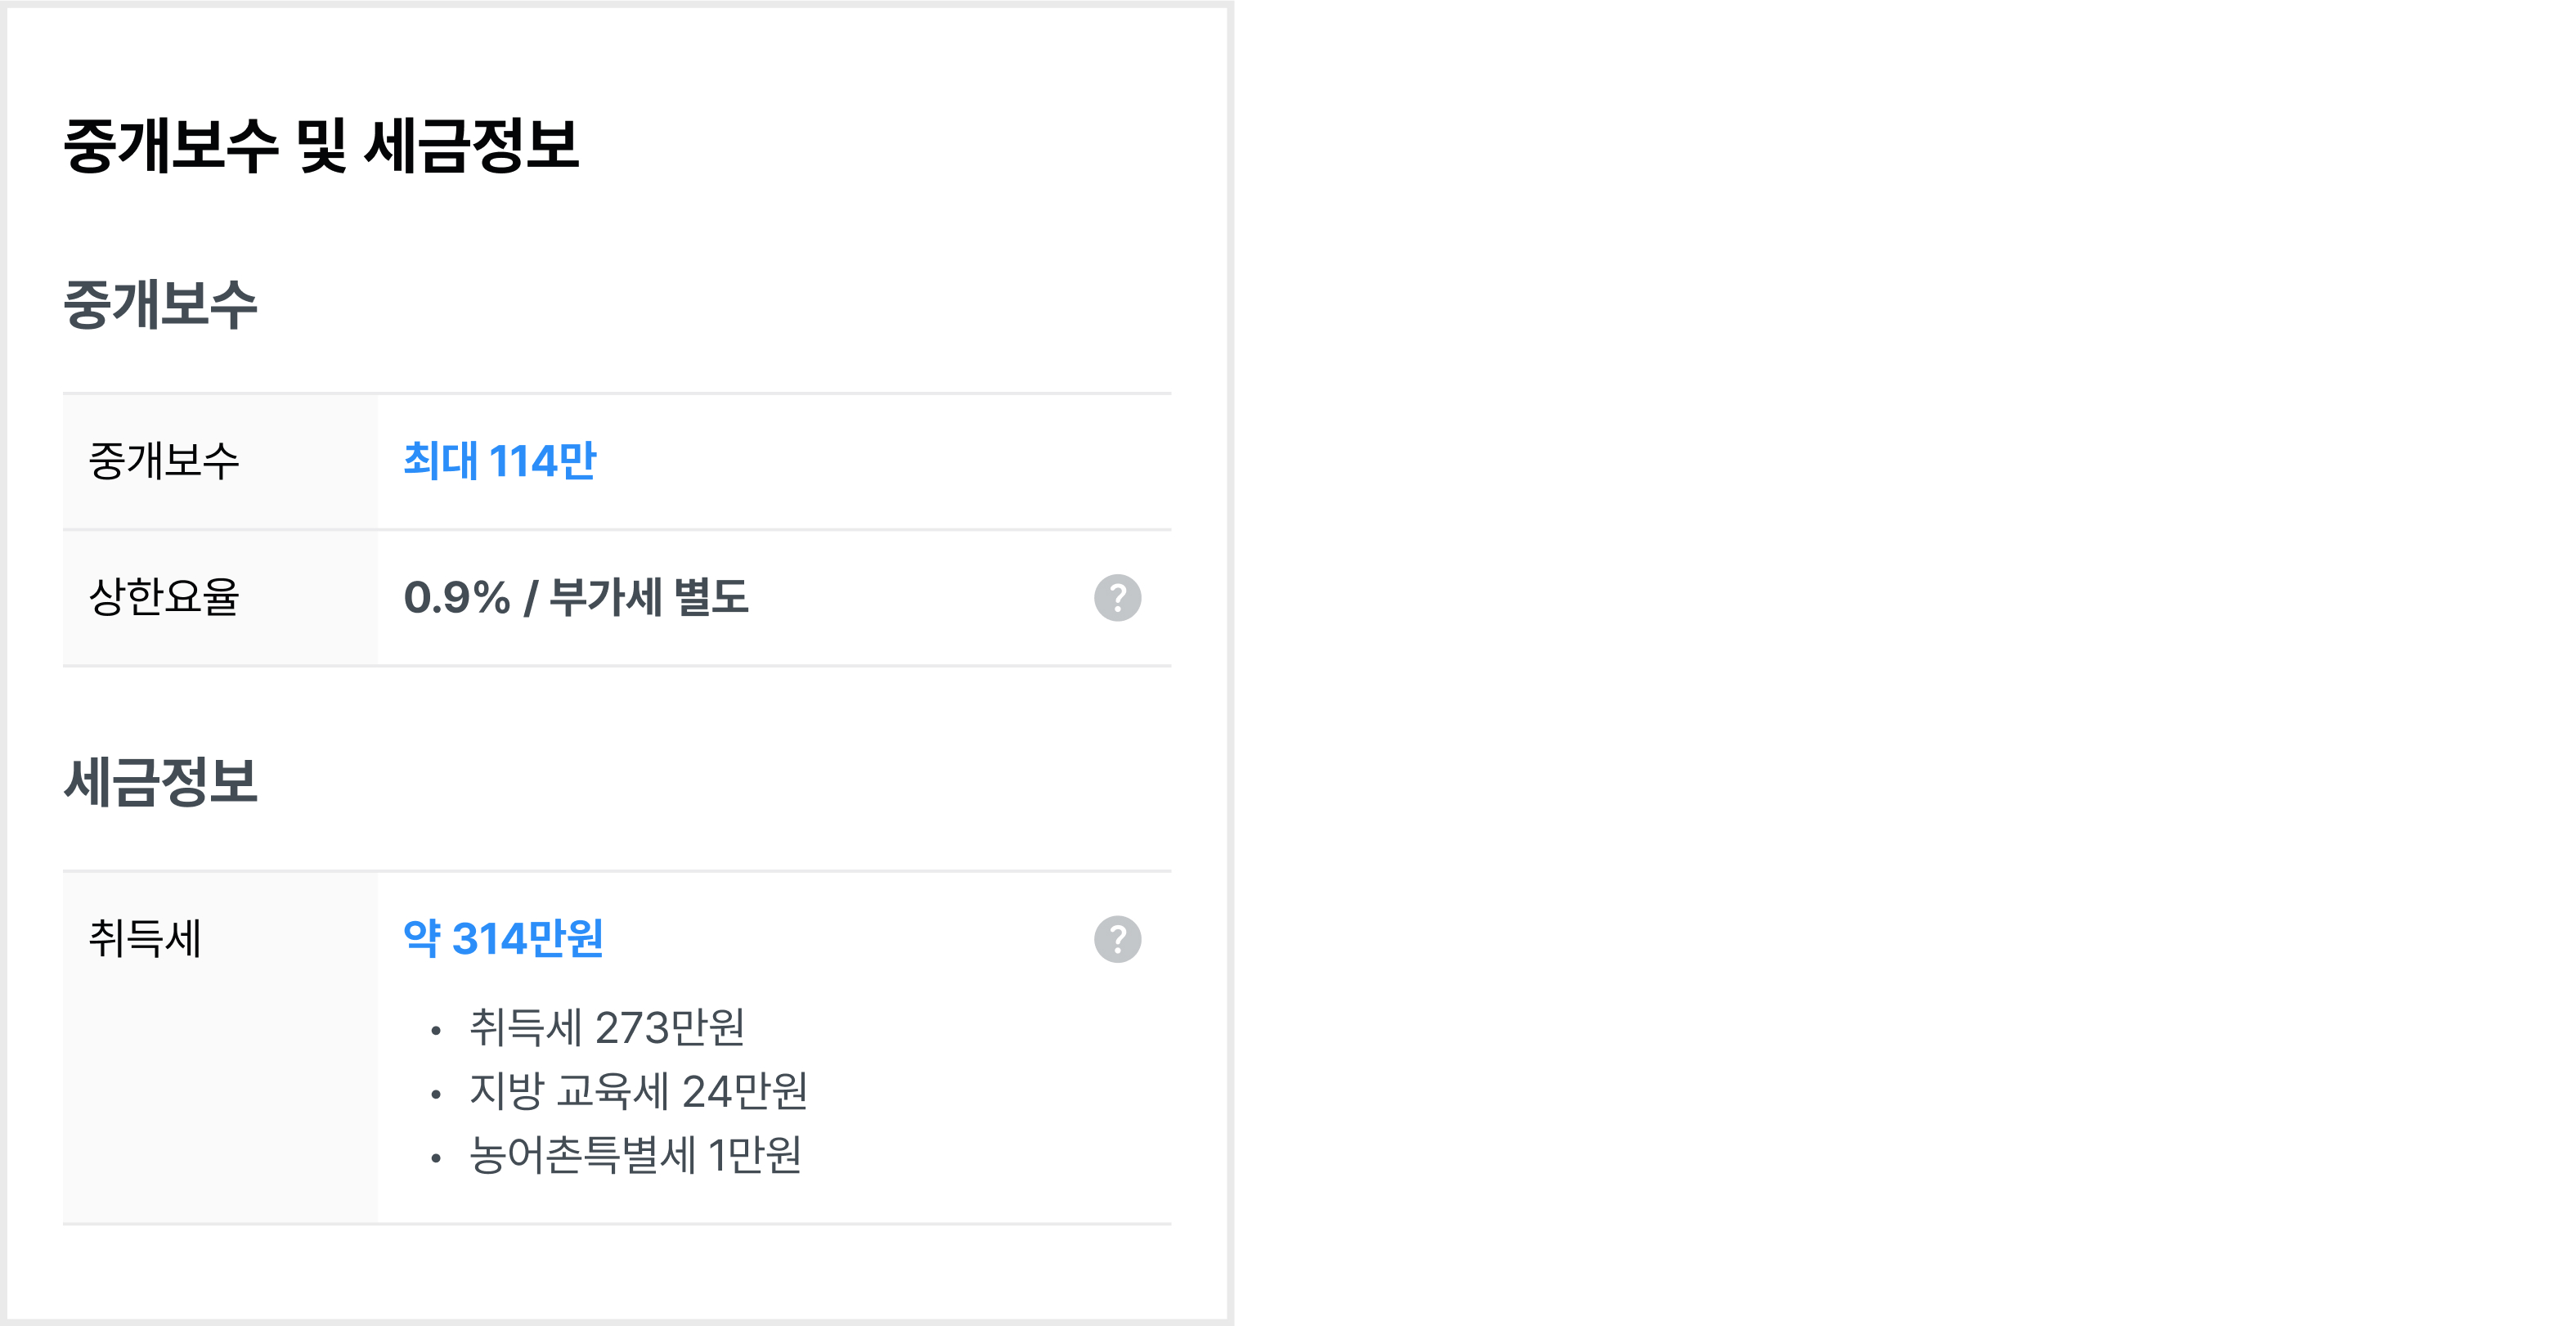 중개보수 및 세금정보
중개보수
중개보수 최대 114만
상한요율 0.9% / 부가세 별도 ?
세금정보
취득세 약 314만원 ?
• 취득세 273만원
• 지방 교육세 24만원
• 농어촌특별세 1만원